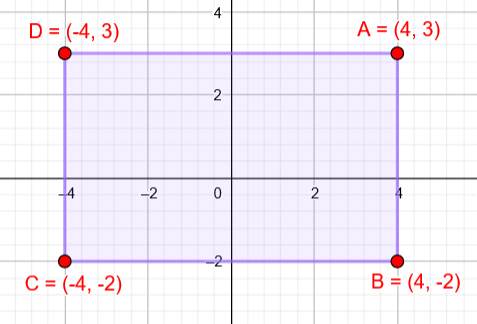 4
D = (-4, 3)
A = (4, 3)
2
–4
–2
0
2
4
–2
C = (-4, -2)
B = (4, -2)